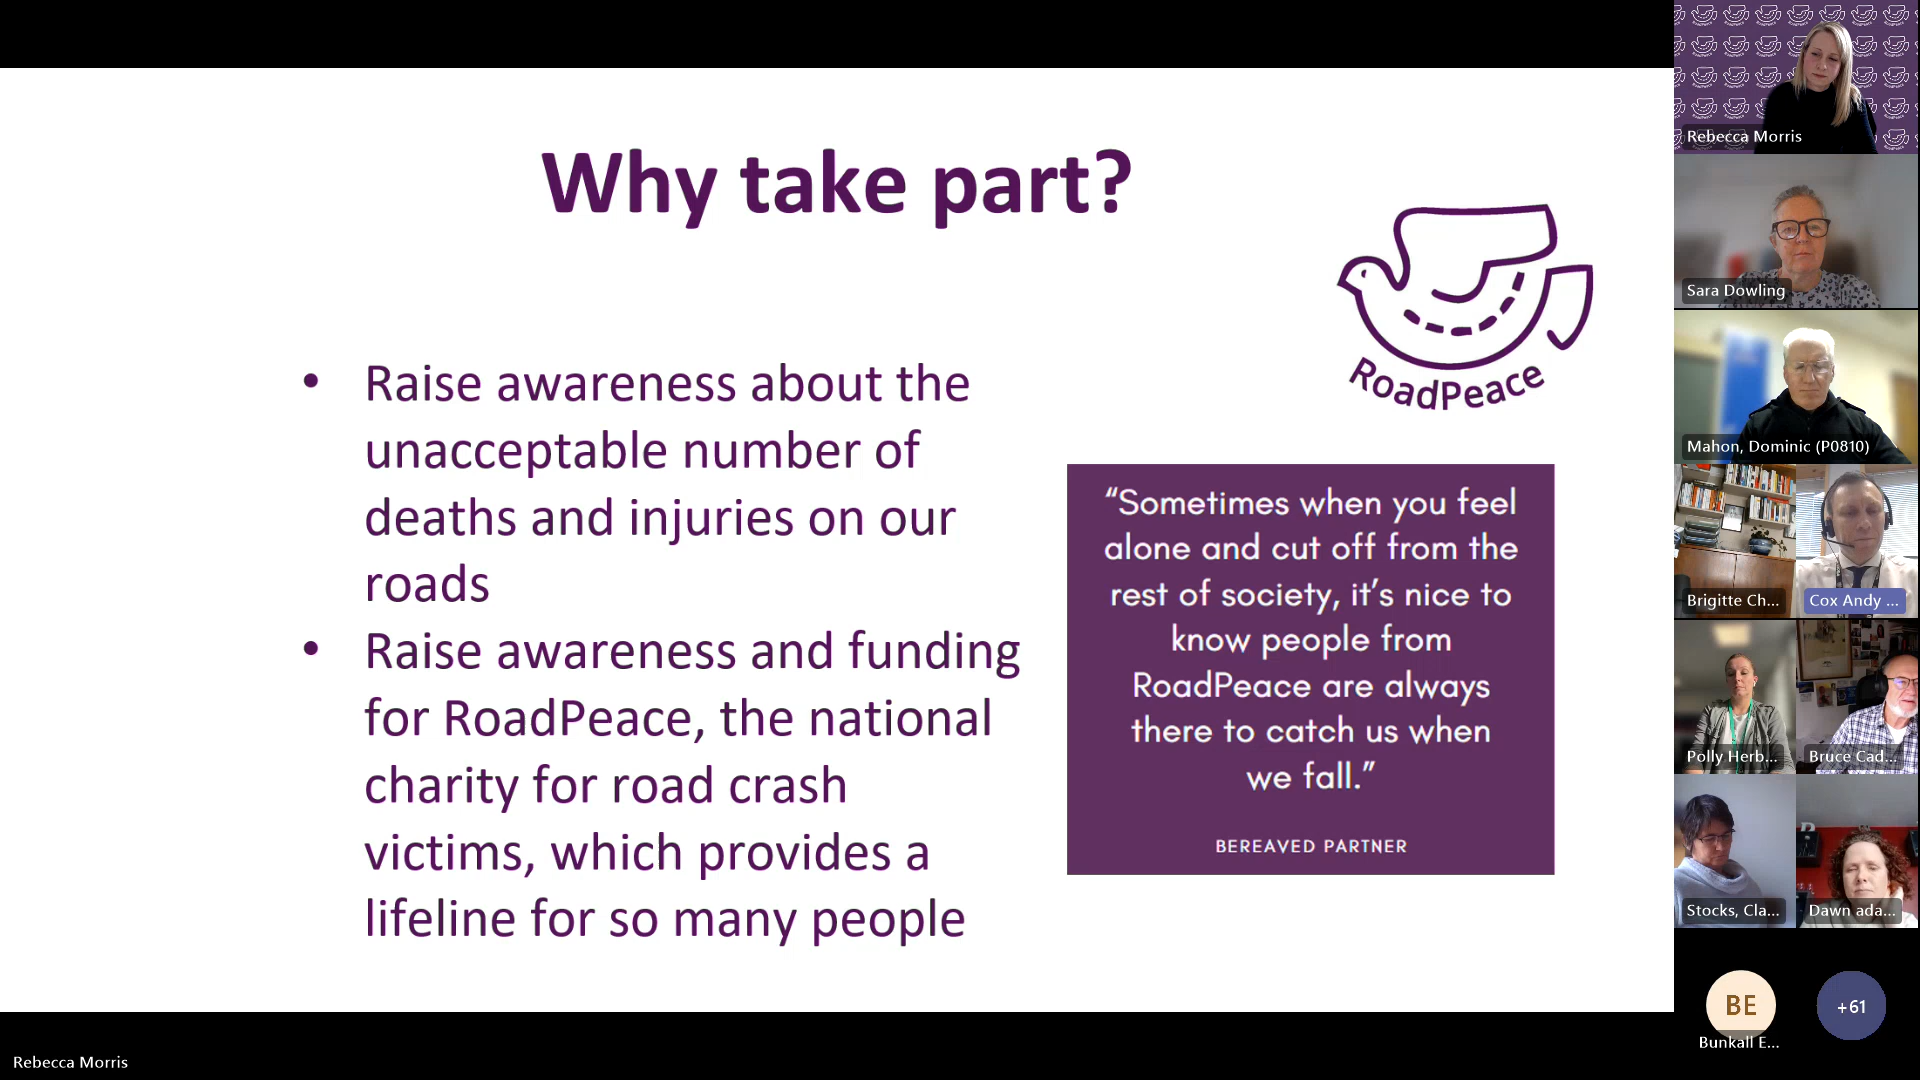 Why take part?
RoadPeace
• Raise awareness about the
unacceptable number of
deaths and injuries on our
roads
• Raise awareness and funding
for RoadPeace, the national
charity for road crash
victims, which provides a
lifeline for so many people
“Sometimes when you feel
alone and cut off from the
rest of society, it’s nice to
know people from
RoadPeace are always
there to catch us when
we fall.”
BEREAVED PARTNER
Rebecca Morris
Rebecca Morris
Sara Dowling
Mahon, Dominic (P0810)
Brigitte Ch...
Cox Andy ...
Polly Herb...
Bruce Cad...
Stocks, Cla...
Dawn ada...
BE
Bunkall E...
+61